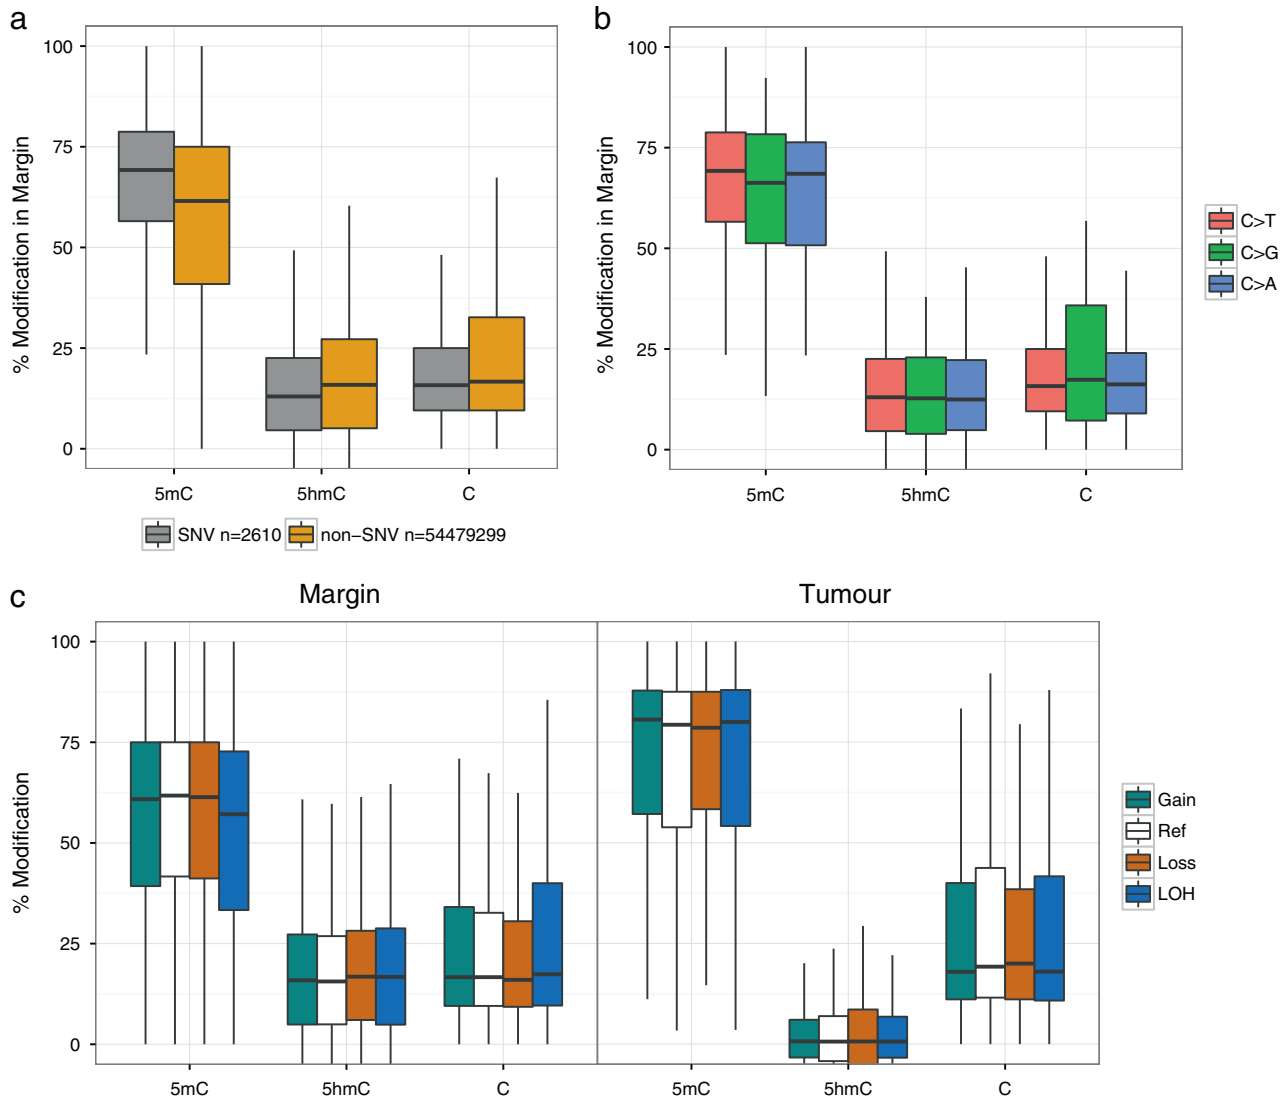 a
% Modification in Margin
100
75
50
25
0
5mC 5hmC C
SNV n=2610 non−SNV n=54479299
b
% Modification in Margin
100
75
50
25
0
5mC 5hmC C
C>T
C>G
C>A
c
Margin Tumour
% Modification
100
75
50
25
0
5mC 5hmC C 5mC 5hmC C
Gain
Ref
Loss
LOH